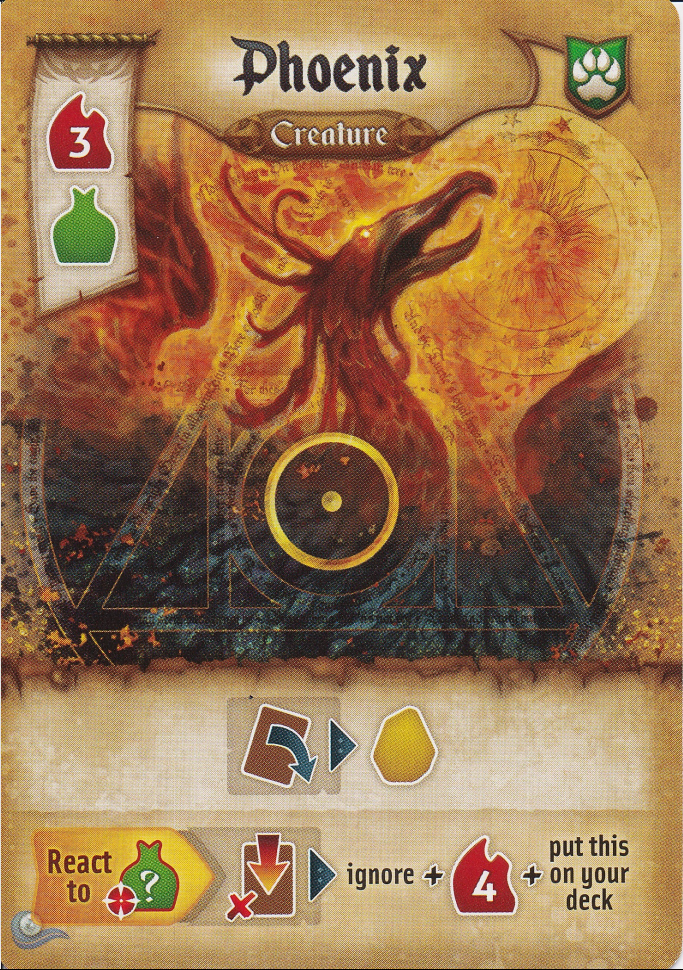 Phoenix
3
Creature
React
to
?
ignore + 4 +
put this
on your
deck